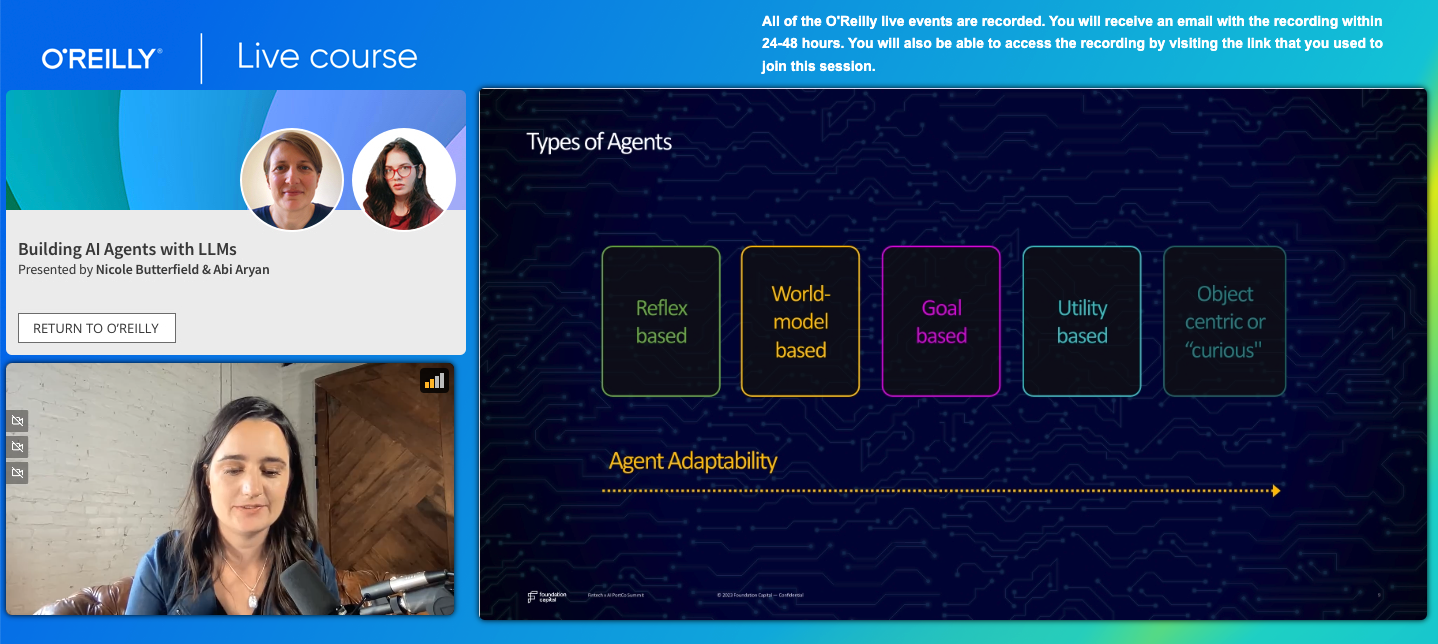 O'REILLY®
Live course
All of the O'Reilly live events are recorded. You will receive an email with the recording within
24-48 hours. You will also be able to access the recording by visiting the link that you used to
join this session.
Building AI Agents with LLMs
Presented by Nicole Butterfield & Abi Aryan
RETURN TO O'REILLY
Types of Agents
Reflex
based
World-
model
based
Goal
based
Utility
based
Object
centric or
“curious"
Agent Adaptability
foundation
capital
Fintech x AI PortCo Summit
© 2023 Foundation Capital — Confidential